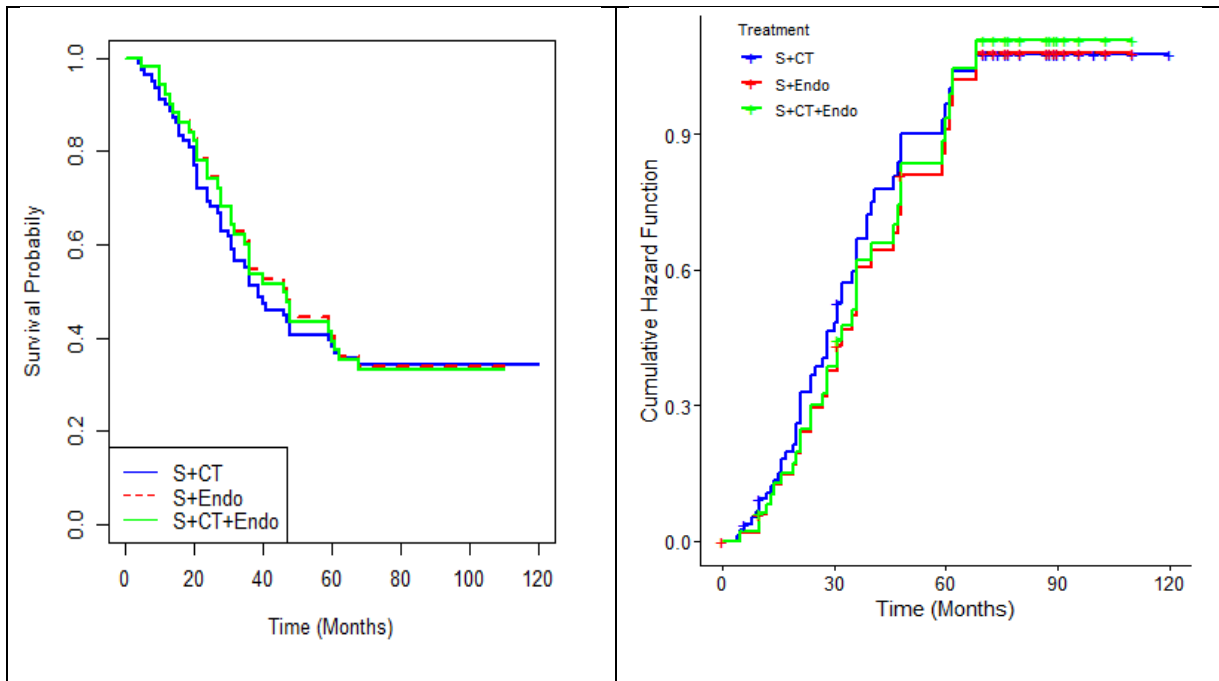 Survival Probabily
1.0
0.8
0.6
0.4
0.2
0.0
S+CT
S+Endo
S+CT+Endo
0 20 40 60 80 100 120
Time (Months)
Treatment
S+CT
S+Endo
S+CT+Endo
Cumulative Hazard Function
0.9
0.6
0.3
0.0
0 30 60 90 120
Time (Months)